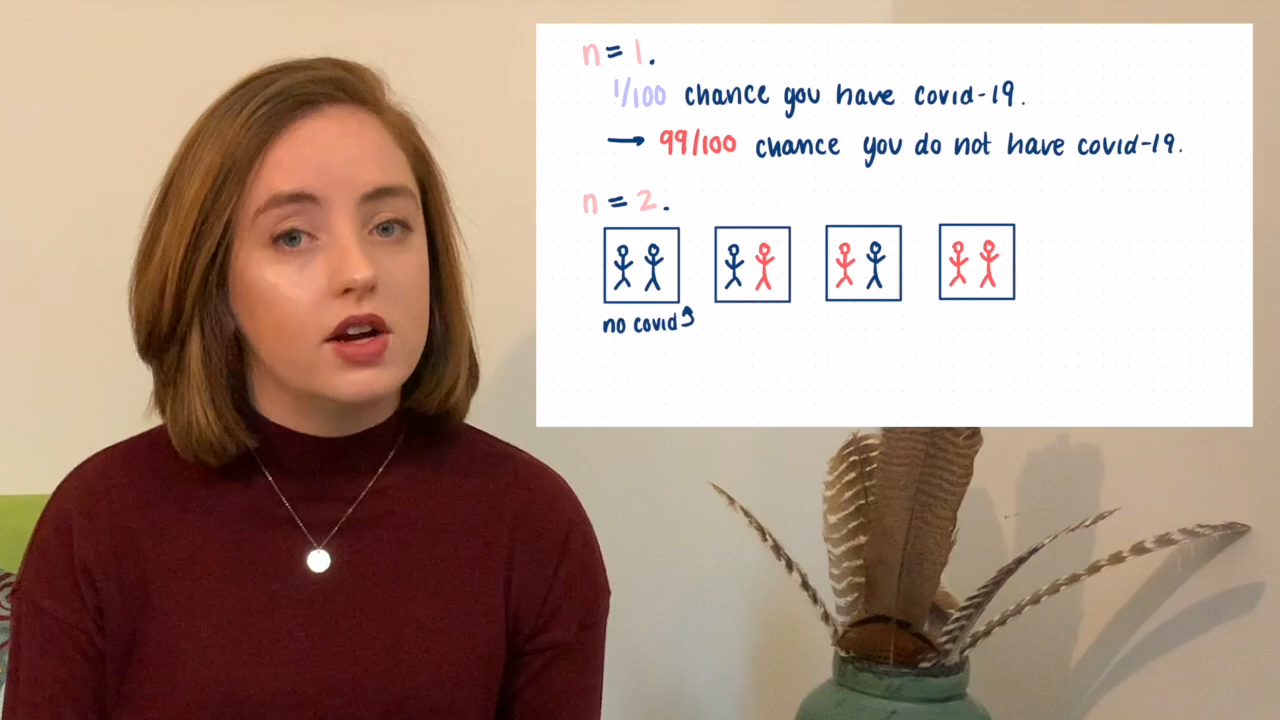 n = 1.
1/100 chance you have covid-19.
→ 99/100 chance you do not have covid-19.
n = 2.
no covid